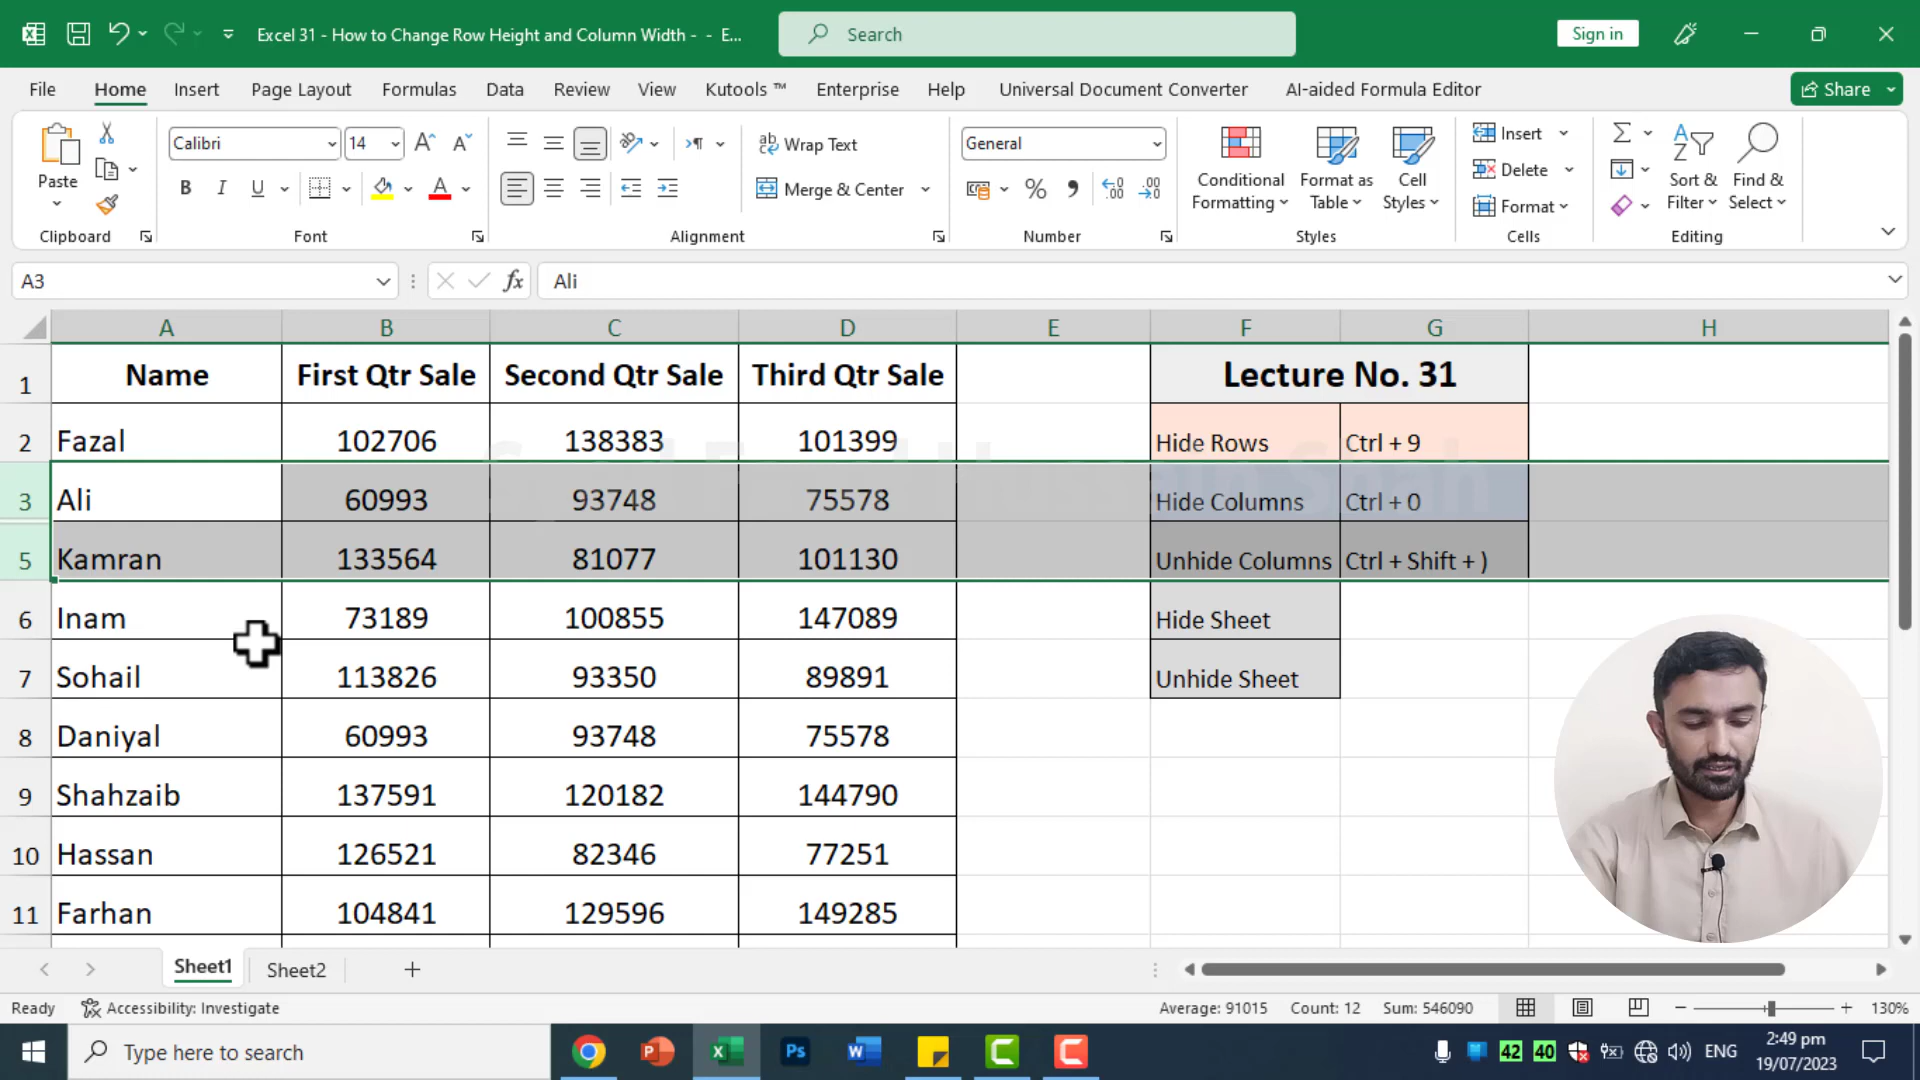 Excel 31 - How to Change Row Height and Column Width - - E...
Search
Sign in
File Home Insert Page Layout Formulas Data Review View Kutools ™ Enterprise Help Universal Document Converter AI-aided Formula Editor Share
Paste
Clipboard
Calibri 14
B I U
Font
Wrap Text
Merge & Center
Alignment
General
Number
Conditional Formatting
Format as Table
Cell Styles
Styles
Insert
Delete
Format
Cells
Sort & Filter
Find & Select
Editing
A3 fx Ali
A B C D E F G H
1 Name First Qtr Sale Second Qtr Sale Third Qtr Sale Lecture No. 31
2 Fazal 102706 138383 101399 Hide Rows Ctrl + 9
3 Ali 60993 93748 75578 Hide Columns Ctrl + 0
5 Kamran 133564 81077 101130 Unhide Columns Ctrl + Shift + )
6 Inam 73189 100855 147089 Hide Sheet
7 Sohail 113826 93350 89891 Unhide Sheet
8 Daniyal 60993 93748 75578
9 Shahzaib 137591 120182 144790
10 Hassan 126521 82346 77251
11 Farhan 104841 129596 149285
Sheet1 Sheet2
Ready Accessibility: Investigate Average: 91015 Count: 12 Sum: 546090 130%
Type here to search
42 40 ENG 2:49 pm
19/07/2023